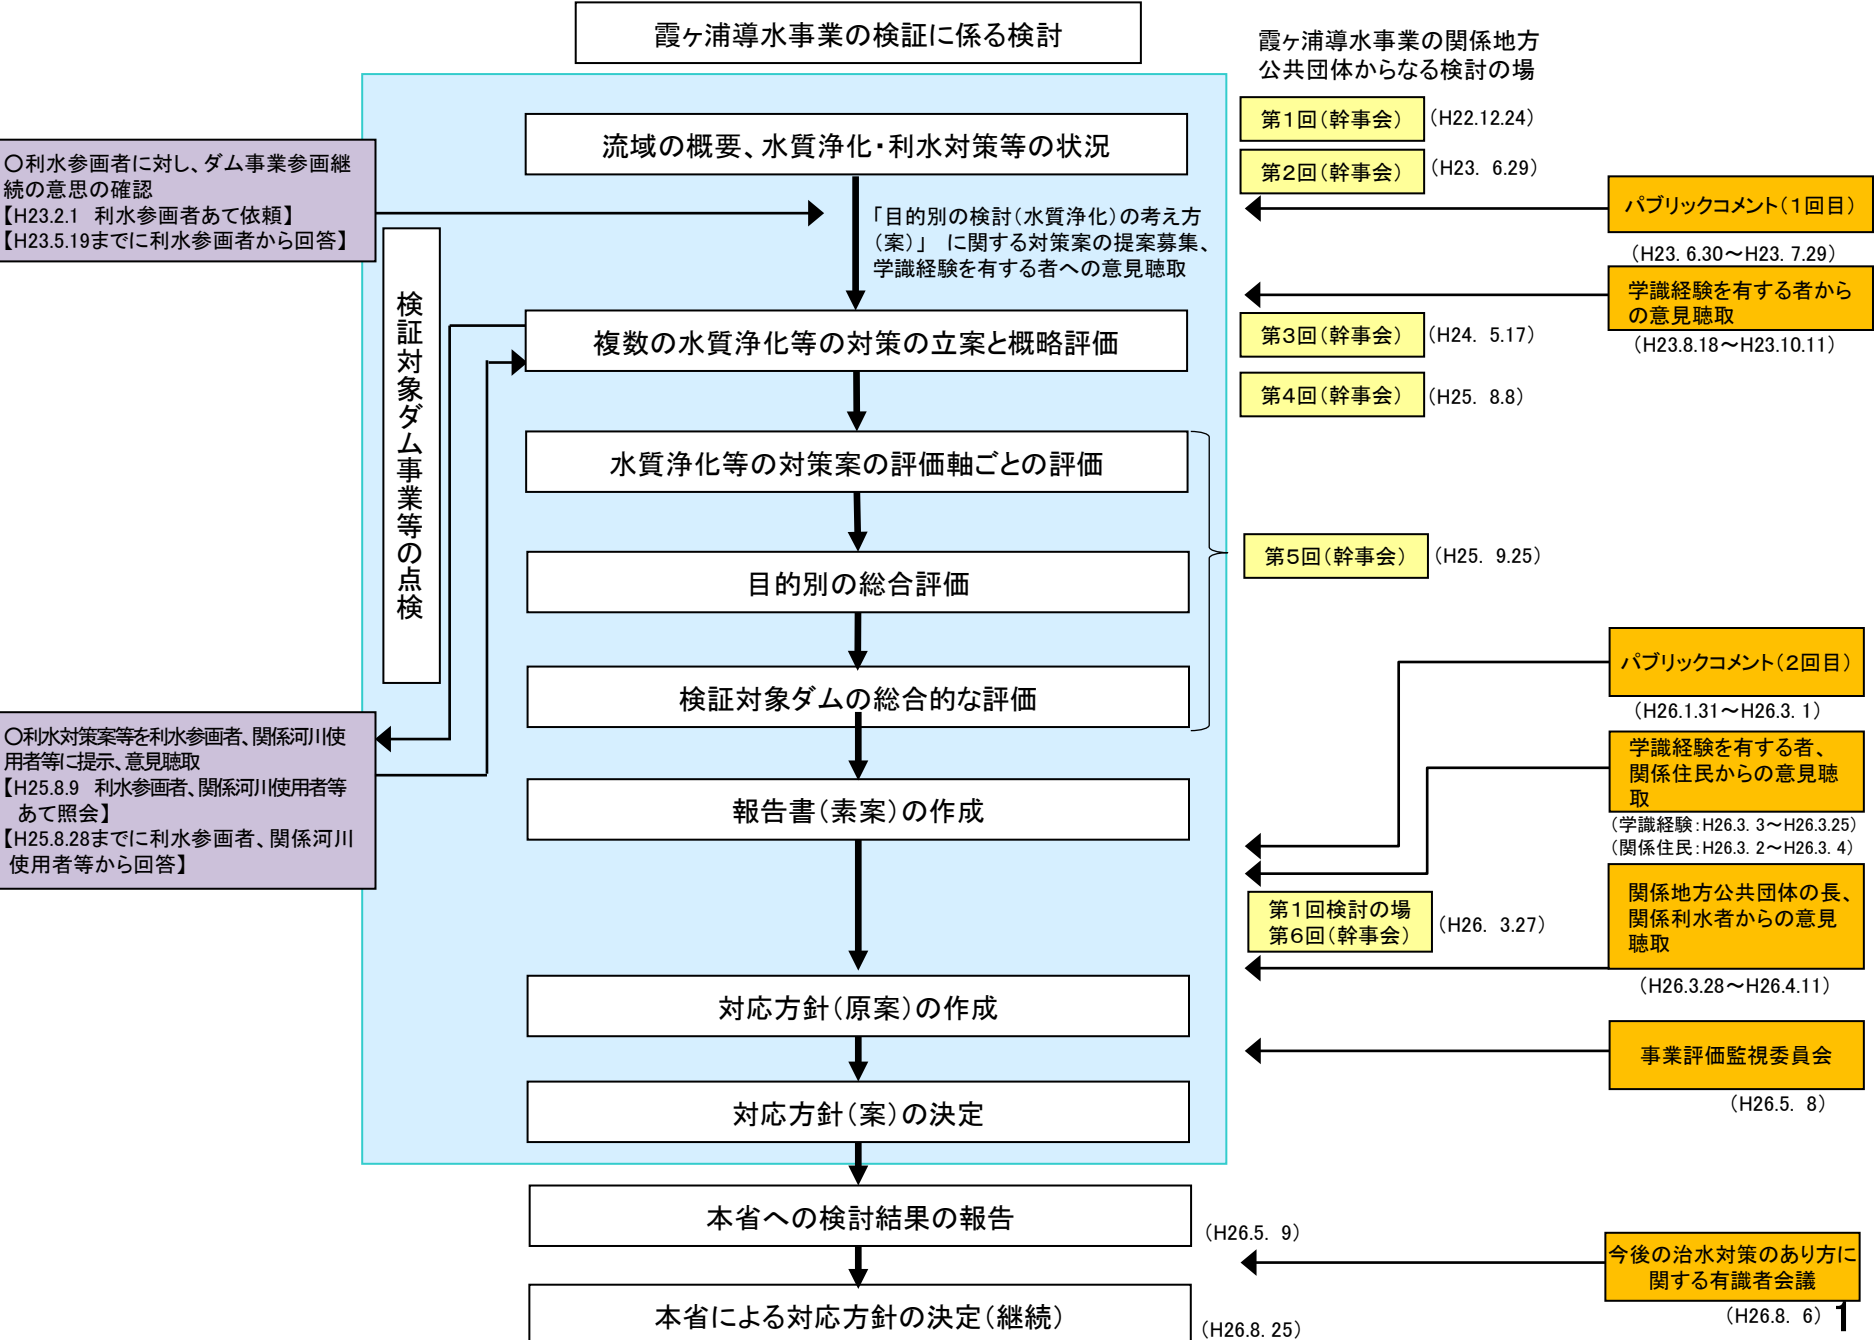 霞ヶ浦導水事業の検証に係る検討
霞ヶ浦導水事業の関係地方
公共団体からなる検討の場
流域の概要、水質浄化・利水対策等の状況
第1回(幹事会)
(H22.12.24)
第2回(幹事会)
(H23. 6.29)
〇利水参画者に対し、ダム事業参画継
続の意思の確認
【H23.2.1 利水参画者あて依頼】
【H23.5.19までに利水参画者から回答】
「目的別の検討(水質浄化)の考え方
(案)」 に関する対策案の提案募集、
学識経験を有する者への意見聴取
パブリックコメント(1回目)
(H23. 6.30～H23. 7.29)
学識経験を有する者から
の意見聴取
(H23.8.18～H23.10.11)
検証対象ダム事業等の点検
複数の水質浄化等の対策の立案と概略評価
第3回(幹事会)
(H24. 5.17)
第4回(幹事会)
(H25. 8.8)
水質浄化等の対策案の評価軸ごとの評価
目的別の総合評価
第5回(幹事会)
(H25. 9.25)
検証対象ダムの総合的な評価
パブリックコメント(2回目)
(H26.1.31～H26.3. 1)
〇利水対策案等を利水参画者、関係河川使
用者等に提示、意見聴取
【H25.8.9 利水参画者、関係河川使用者等
あて照会】
【H25.8.28までに利水参画者、関係河川
使用者等から回答】
報告書(素案)の作成
学識経験を有する者、
関係住民からの意見聴
取
(学識経験:H26.3. 3～H26.3.25)
(関係住民:H26.3. 2～H26.3. 4)
第1回検討の場
第6回(幹事会)
(H26. 3.27)
関係地方公共団体の長、
関係利水者からの意見
聴取
(H26.3.28～H26.4.11)
対応方針(原案)の作成
事業評価監視委員会
(H26.5. 8)
対応方針(案)の決定
本省への検討結果の報告
(H26.5. 9)
今後の治水対策のあり方に
関する有識者会議
(H26.8. 6)
本省による対応方針の決定(継続)
(H26.8. 25)
1